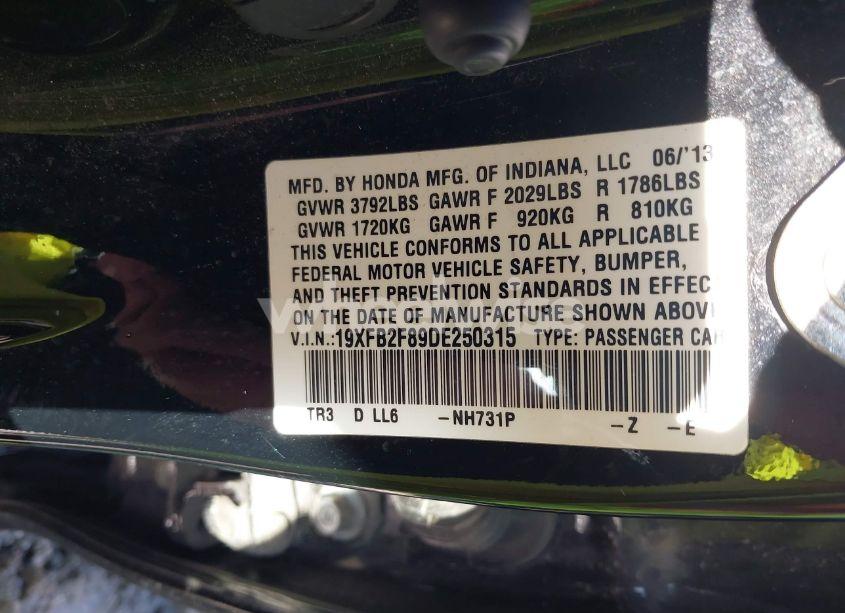 MFD. BY HONDA MFG. OF INDIANA, LLC 06/'13
GVWR 3792LBS GAWR F 2029LBS R 1786LBS
GVWR 1720KG GAWR F 920KG R 810KG
THIS VEHICLE CONFORMS TO ALL APPLICABLE
FEDERAL MOTOR VEHICLE SAFETY, BUMPER,
AND THEFT PREVENTION STANDARDS IN EFFEC
ON THE DATE OF MANUFACTURE SHOWN ABOV
V.I.N.:19XFB2F89DE250315 TYPE: PASSENGER CAR
TR3 D LL6 -NH731P -Z -E